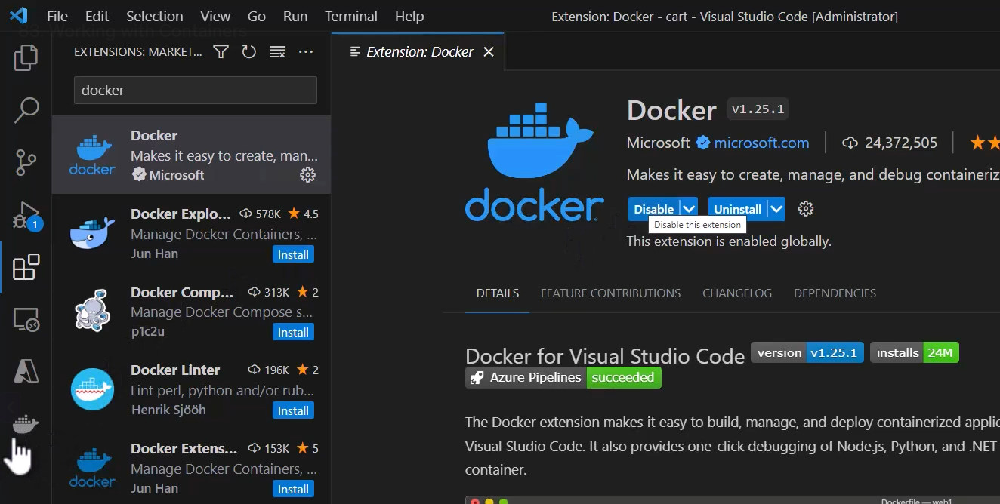 File Edit Selection View Go Run Terminal Help
Extension: Docker - cart - Visual Studio Code [Administrator]
83. Working with Containers
EXTENSIONS: MARKET...
Extension: Docker
docker
Docker
Makes it easy to create, man...
Microsoft
docker
Docker Explo... 578K 4.5
Manage Docker Containers, ...
Jun Han
Install
Docker Comp... 313K 2
Manage Docker Compose s...
p1c2u
Install
Docker Linter 196K 2
Lint perl, python and/or rub...
Henrik Sjööh
Install
Docker Extens... 153K 5
Manage Docker Containers, ...
Jun Han
Install
docker
1
docker
Docker v1.25.1
Microsoft microsoft.com 24,372,505
Makes it easy to create, manage, and debug containeriz
Disable Uninstall
Disable this extension
This extension is enabled globally.
DETAILS FEATURE CONTRIBUTIONS CHANGELOG DEPENDENCIES
Docker for Visual Studio Code version v1.25.1 installs 24M
Azure Pipelines succeeded
The Docker extension makes it easy to build, manage, and deploy containerized applic
Visual Studio Code. It also provides one-click debugging of Node.js, Python, and .NET
container.
Dockerfile — web1